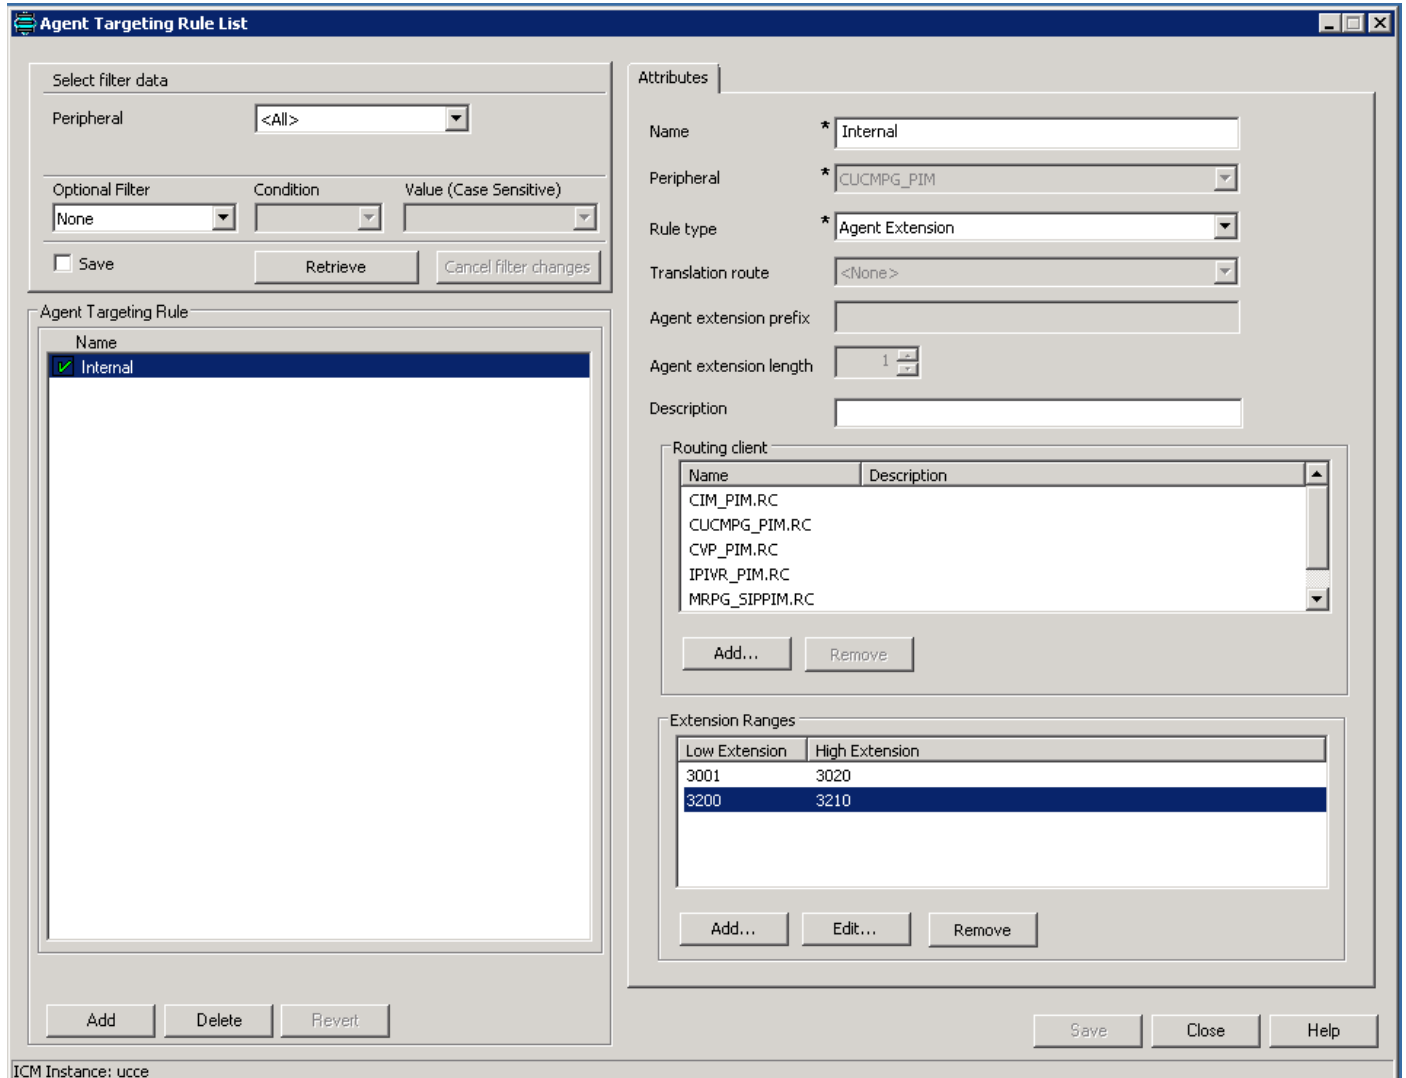 Agent Targeting Rule List
Select filter data
Peripheral <All>
Optional Filter Condition Value (Case Sensitive)
None
Save Retrieve Cancel filter changes
Agent Targeting Rule
Name
Internal
Add Delete Revert
Attributes
Name * Internal
Peripheral * CUCMPG_PIM
Rule type * Agent Extension
Translation route <None>
Agent extension prefix
Agent extension length 1
Description
Routing client
Name Description
CIM_PIM.RC
CUCMPG_PIM.RC
CVP_PIM.RC
IPIVR_PIM.RC
MRPG_SIPPIM.RC
Add... Remove
Extension Ranges
Low Extension High Extension
3001 3020
3200 3210
Add... Edit... Remove
Save Close Help
ICM Instance: ucce